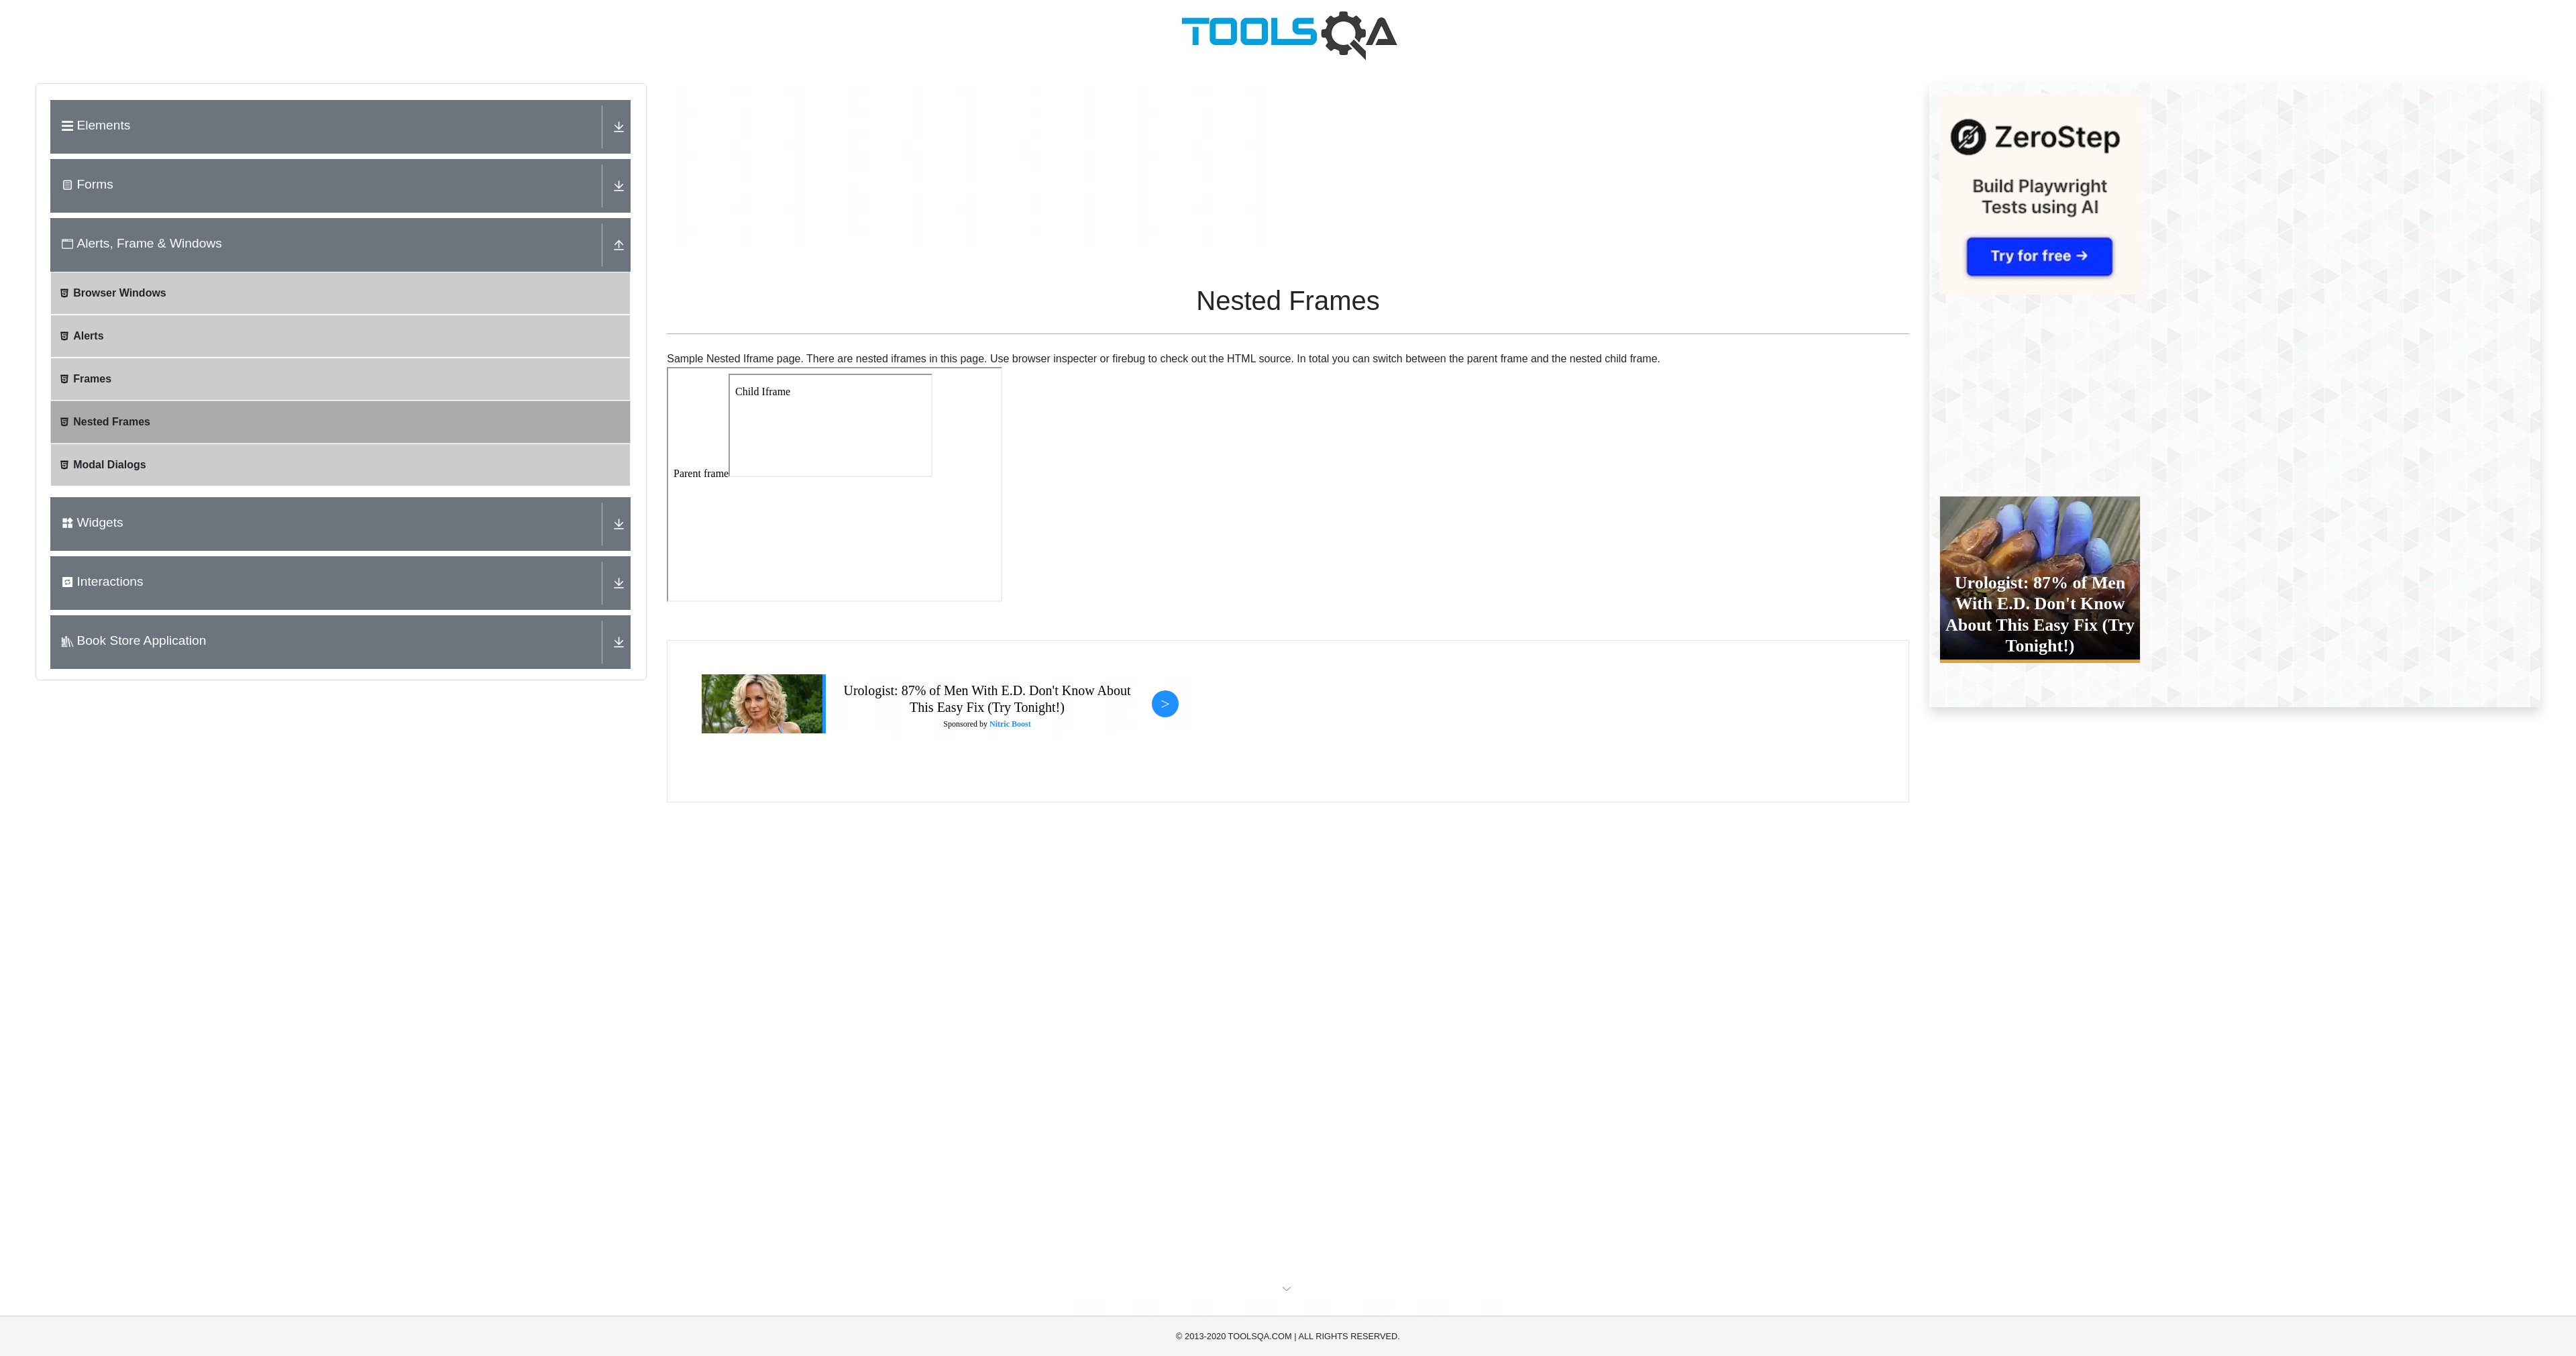 TOOLSQA
Elements
Forms
Alerts, Frame & Windows
Browser Windows
Alerts
Frames
Nested Frames
Modal Dialogs
Widgets
Interactions
Book Store Application
Nested Frames
Sample Nested Iframe page. There are nested iframes in this page. Use browser inspecter or firebug to check out the HTML source. In total you can switch between the parent frame and the nested child frame.
Child Iframe
Parent frame
Urologist: 87% of Men With E.D. Don't Know About
This Easy Fix (Try Tonight!)
Sponsored by Nitric Boost
>
ZeroStep
Build Playwright
Tests using AI
Try for free →
Urologist: 87% of Men
With E.D. Don't Know
About This Easy Fix (Try
Tonight!)
© 2013-2020 TOOLSQA.COM | ALL RIGHTS RESERVED.